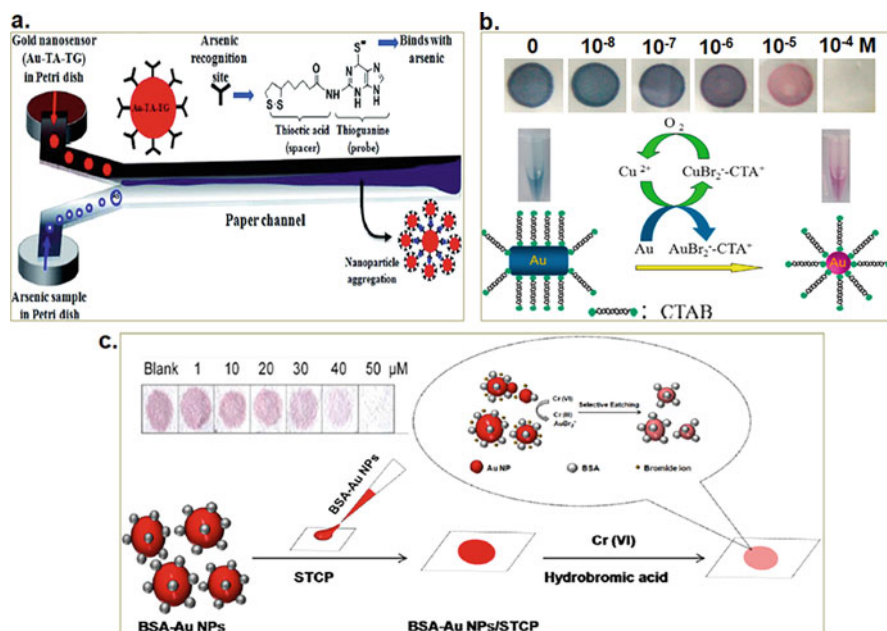 a.
Gold nanosensor
(Au-TA-TG)
in Petri dish
Arsenic
recognition
site
Au-TA-TG
S
Binds with
arsenic
O
NH
N
N
N
N
H
S-S
Thioctic acid
(spacer)
Thioguanine
(probe)
Paper channel
Nanoparticle
aggregation
Arsenic sample
in Petri dish
b.
0 10⁻⁸ 10⁻⁷ 10⁻⁶ 10⁻⁵ 10⁻⁴ M
O₂
Cu²⁺ CuBr₂⁻-CTA⁺
Au AuBr₂⁻-CTA⁺
Au
Au
: CTAB
c.
Blank 1 10 20 30 40 50 µM
Cr (VI)
Cr (III)
AuBr₂⁻
Selective Eatching
Au NP BSA Bromide ion
BSA-Au NPs
STCP
Cr (VI)
Hydrobromic acid
BSA-Au NPs BSA-Au NPs/STCP